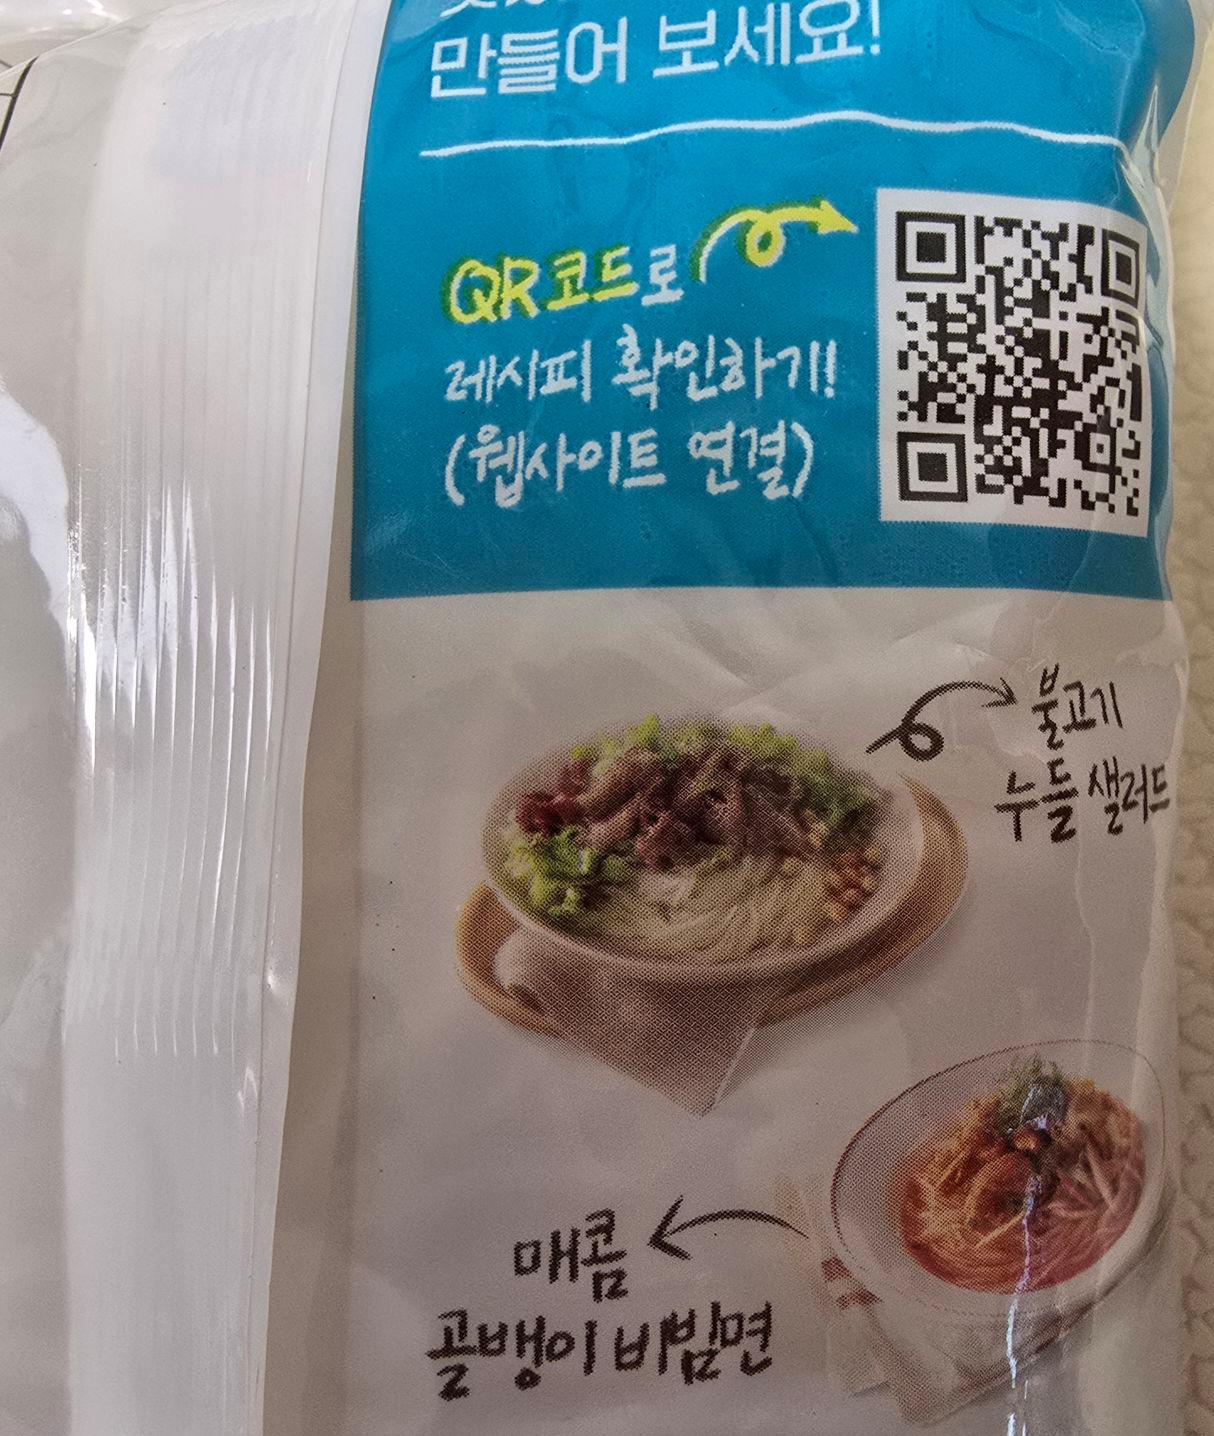 만들어 보세요!
QR코드로
레시피 확인하기!
(웹사이트 연결)
불고기
누들 샐러드
매콤
골뱅이 비빔면